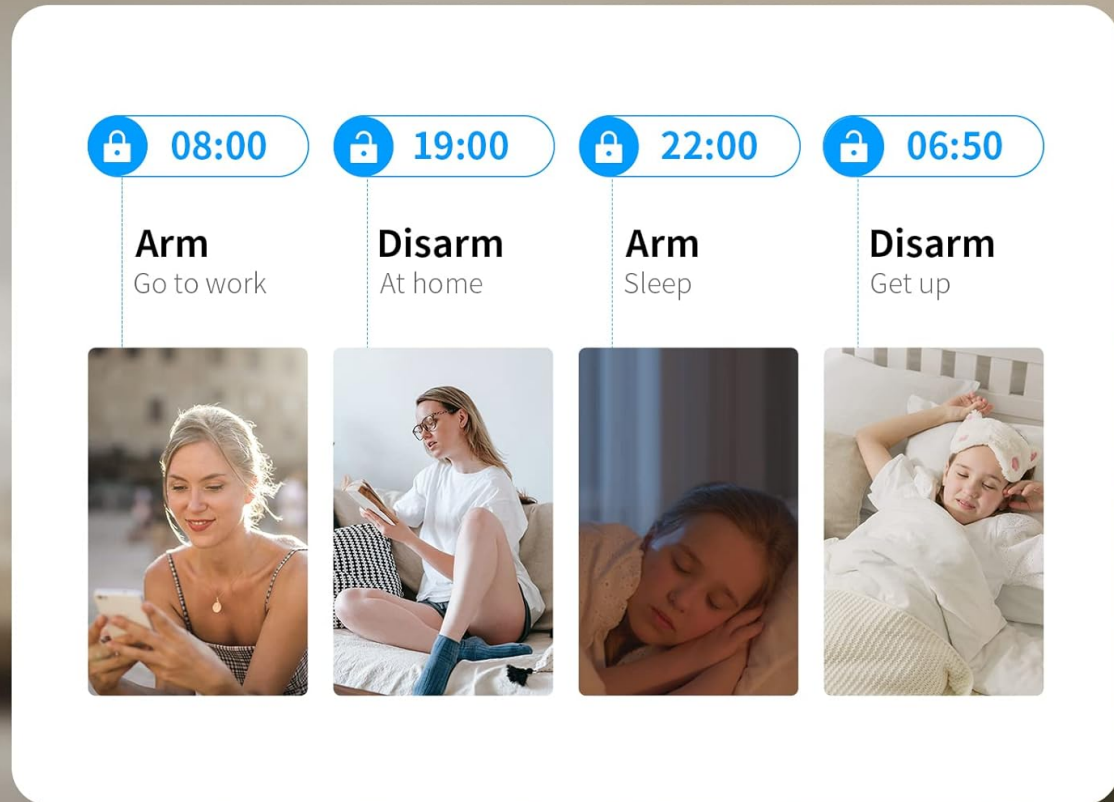 08:00
19:00
22:00
06:50
Arm
Disarm
Arm
Disarm
Go to work
At home
Sleep
Get up